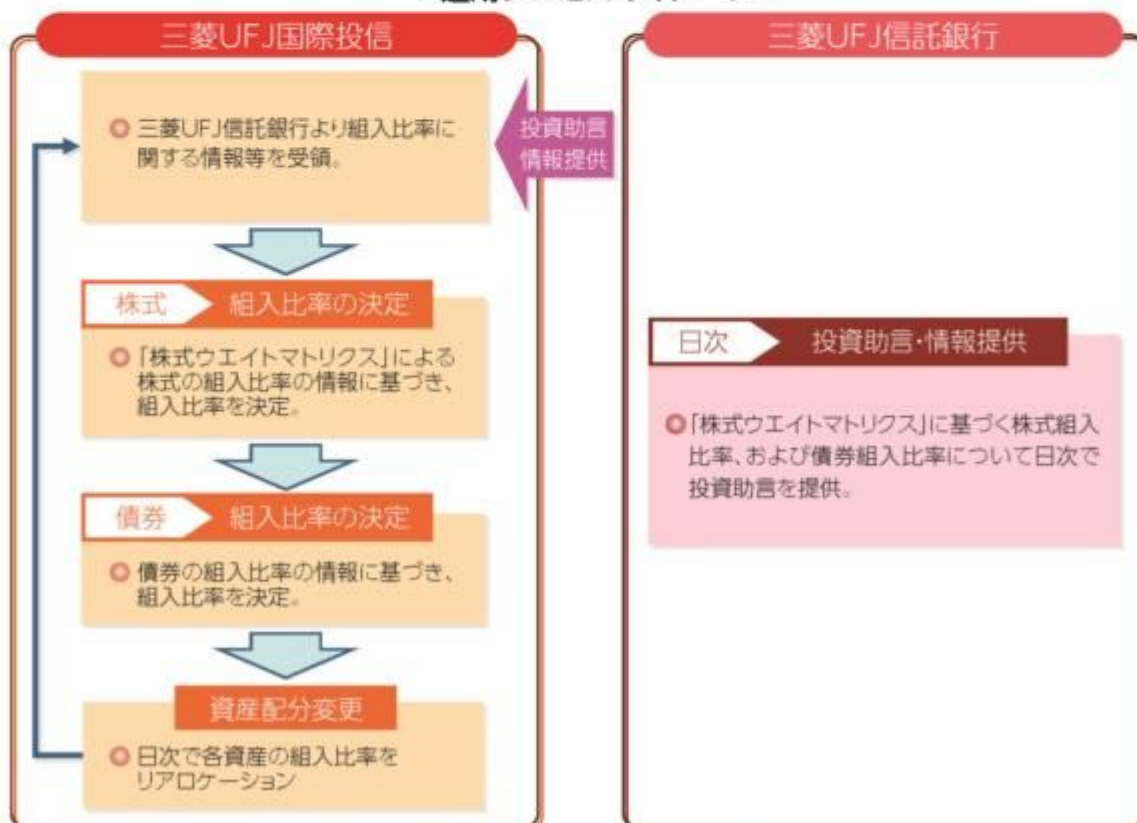 三菱UFJ国際投信
三菱UFJ信託銀行
◎ 三菱UFJ信託銀行より組入比率に
関する情報等を受領。
投資助言
情報提供
株式 組入比率の決定
◎ 「株式ウエイトマトリクス」による
株式の組入比率の情報に基づき、
組入比率を決定。
債券 組入比率の決定
◎ 債券の組入比率の情報に基づき、
組入比率を決定。
資産配分変更
◎ 日次で各資産の組入比率を
リアロケーション
日次 投資助言・情報提供
◎「株式ウエイトマトリクス」に基づく株式組入
比率、および債券組入比率について日次で
投資助言を提供。